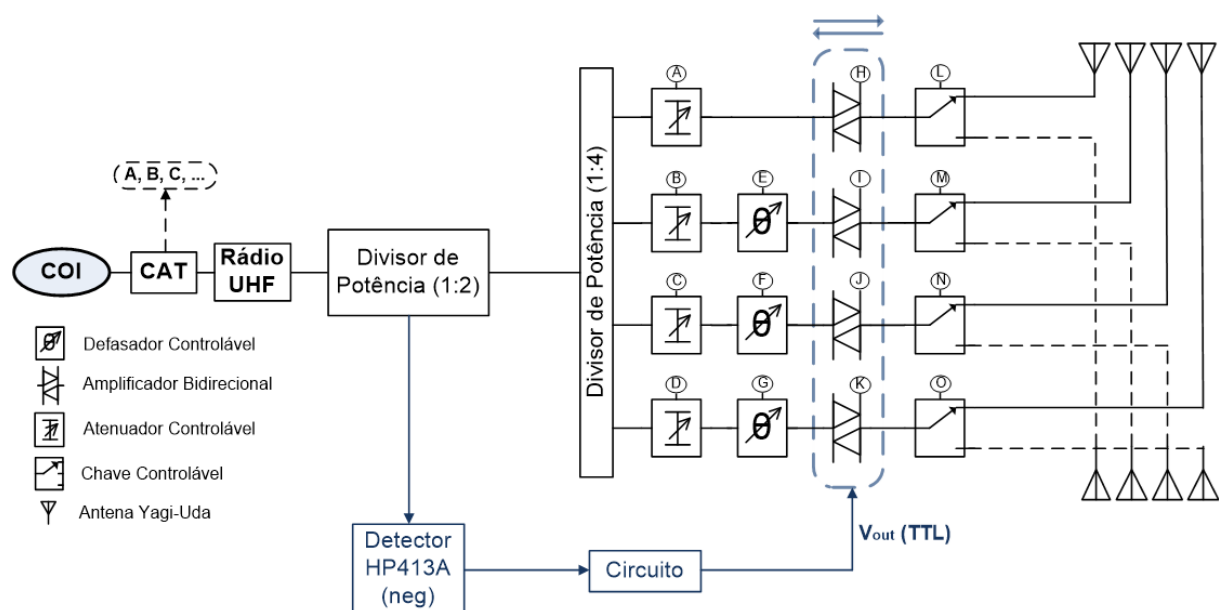 A
H
L
Divisor de Potência (1:4)
A, B, C, ...
B
E
I
M
θ
COI
CAT
Rádio
UHF
Divisor de
Potência (1:2)
C
F
J
N
θ
θ
Defasador Controlável
Amplificador Bidirecional
D
G
K
O
θ
Atenuador Controlável
Chave Controlável
Antena Yagi-Uda
Detector
HP413A
(neg)
Circuito
Vout (TTL)